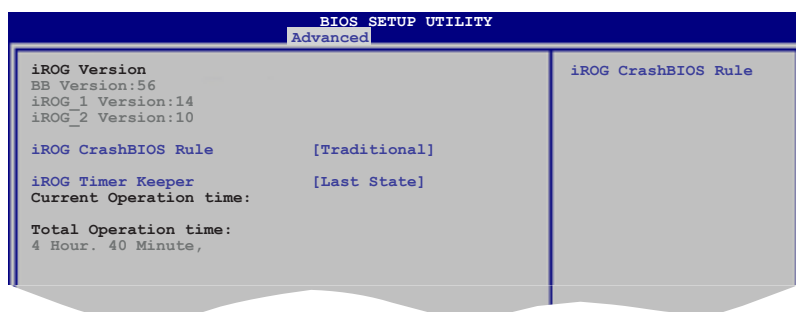 BIOS SETUP UTILITY
Advanced
iROG Version
BB Version:56
iROG_1 Version:14
iROG_2 Version:10
iROG CrashBIOS Rule [Traditional]
iROG Timer Keeper [Last State]
Current Operation time:
Total Operation time:
4 Hour. 40 Minute,
iROG CrashBIOS Rule